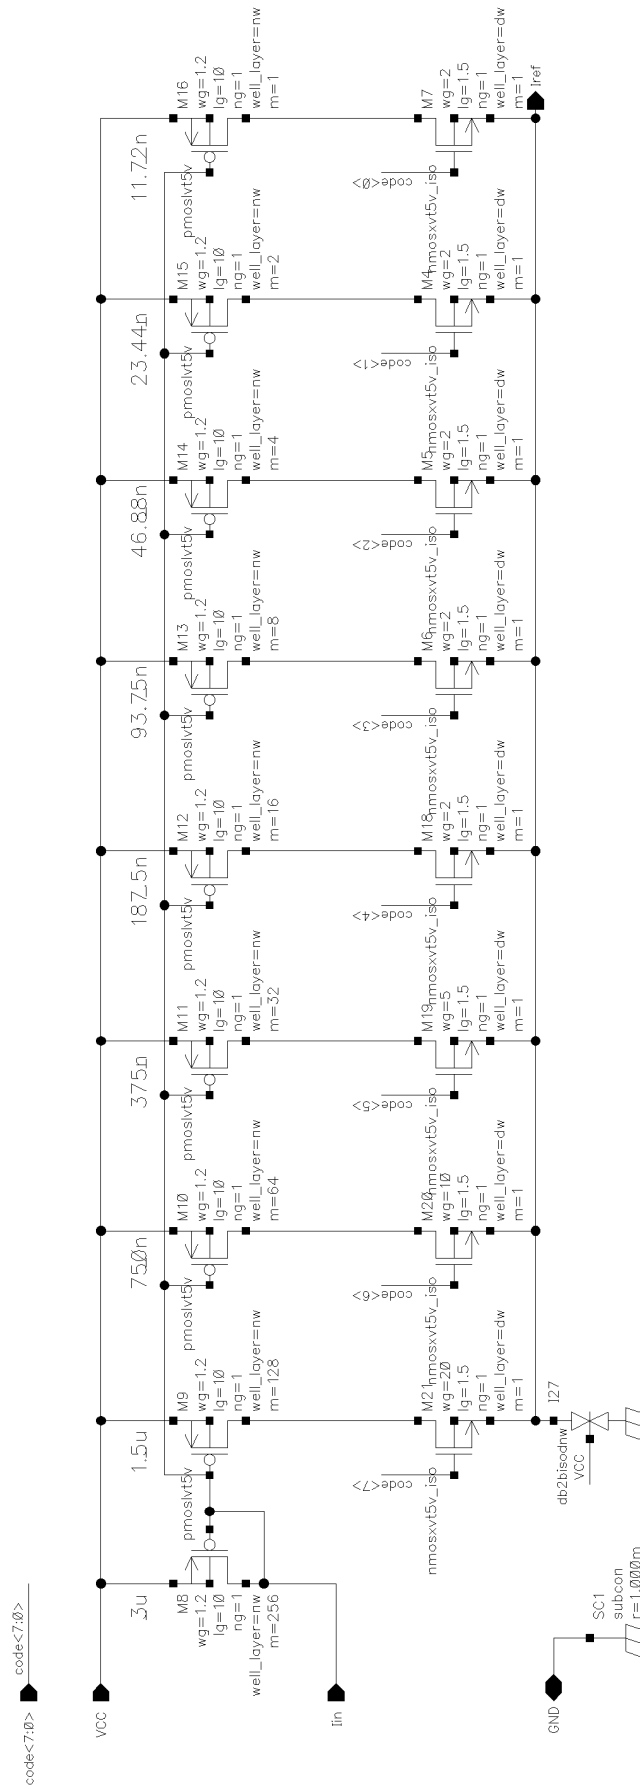 code<7:0>
code<7:0>
VCC
Iin
GND
3u
M8
wg=1.2
lg=10
ng=1
well_layer=nw
m=256
1.5u
pmoslvt5v
M9
wg=1.2
lg=10
ng=1
well_layer=nw
m=128
750n
pmoslvt5v
M10
wg=1.2
lg=10
ng=1
well_layer=nw
m=64
375n
pmoslvt5v
M11
wg=1.2
lg=10
ng=1
well_layer=nw
m=32
187.5n
pmoslvt5v
M12
wg=1.2
lg=10
ng=1
well_layer=nw
m=16
93.75n
pmoslvt5v
M13
wg=1.2
lg=10
ng=1
well_layer=nw
m=8
46.88n
pmoslvt5v
M14
wg=1.2
lg=10
ng=1
well_layer=nw
m=4
23.44n
pmoslvt5v
M15
wg=1.2
lg=10
ng=1
well_layer=nw
m=2
11.72n
pmoslvt5v
M16
wg=1.2
lg=10
ng=1
well_layer=nw
m=1
code<7>
nmosxvt5v_iso
M21
wg=20
lg=1.5
ng=1
well_layer=dw
m=1
code<6>
nmosxvt5v_iso
M20
wg=10
lg=1.5
ng=1
well_layer=dw
m=1
code<5>
nmosxvt5v_iso
M19
wg=5
lg=1.5
ng=1
well_layer=dw
m=1
code<4>
nmosxvt5v_iso
M18
wg=2
lg=1.5
ng=1
well_layer=dw
m=1
code<3>
nmosxvt5v_iso
M6
wg=2
lg=1.5
ng=1
well_layer=dw
m=1
code<2>
nmosxvt5v_iso
M5
wg=2
lg=1.5
ng=1
well_layer=dw
m=1
code<1>
nmosxvt5v_iso
M4
wg=2
lg=1.5
ng=1
well_layer=dw
m=1
code<0>
nmosxvt5v_iso
M7
wg=2
lg=1.5
ng=1
well_layer=dw
m=1
Iref
I27
db2bisodnw
VCC
SC1
subcon
r=1.000m